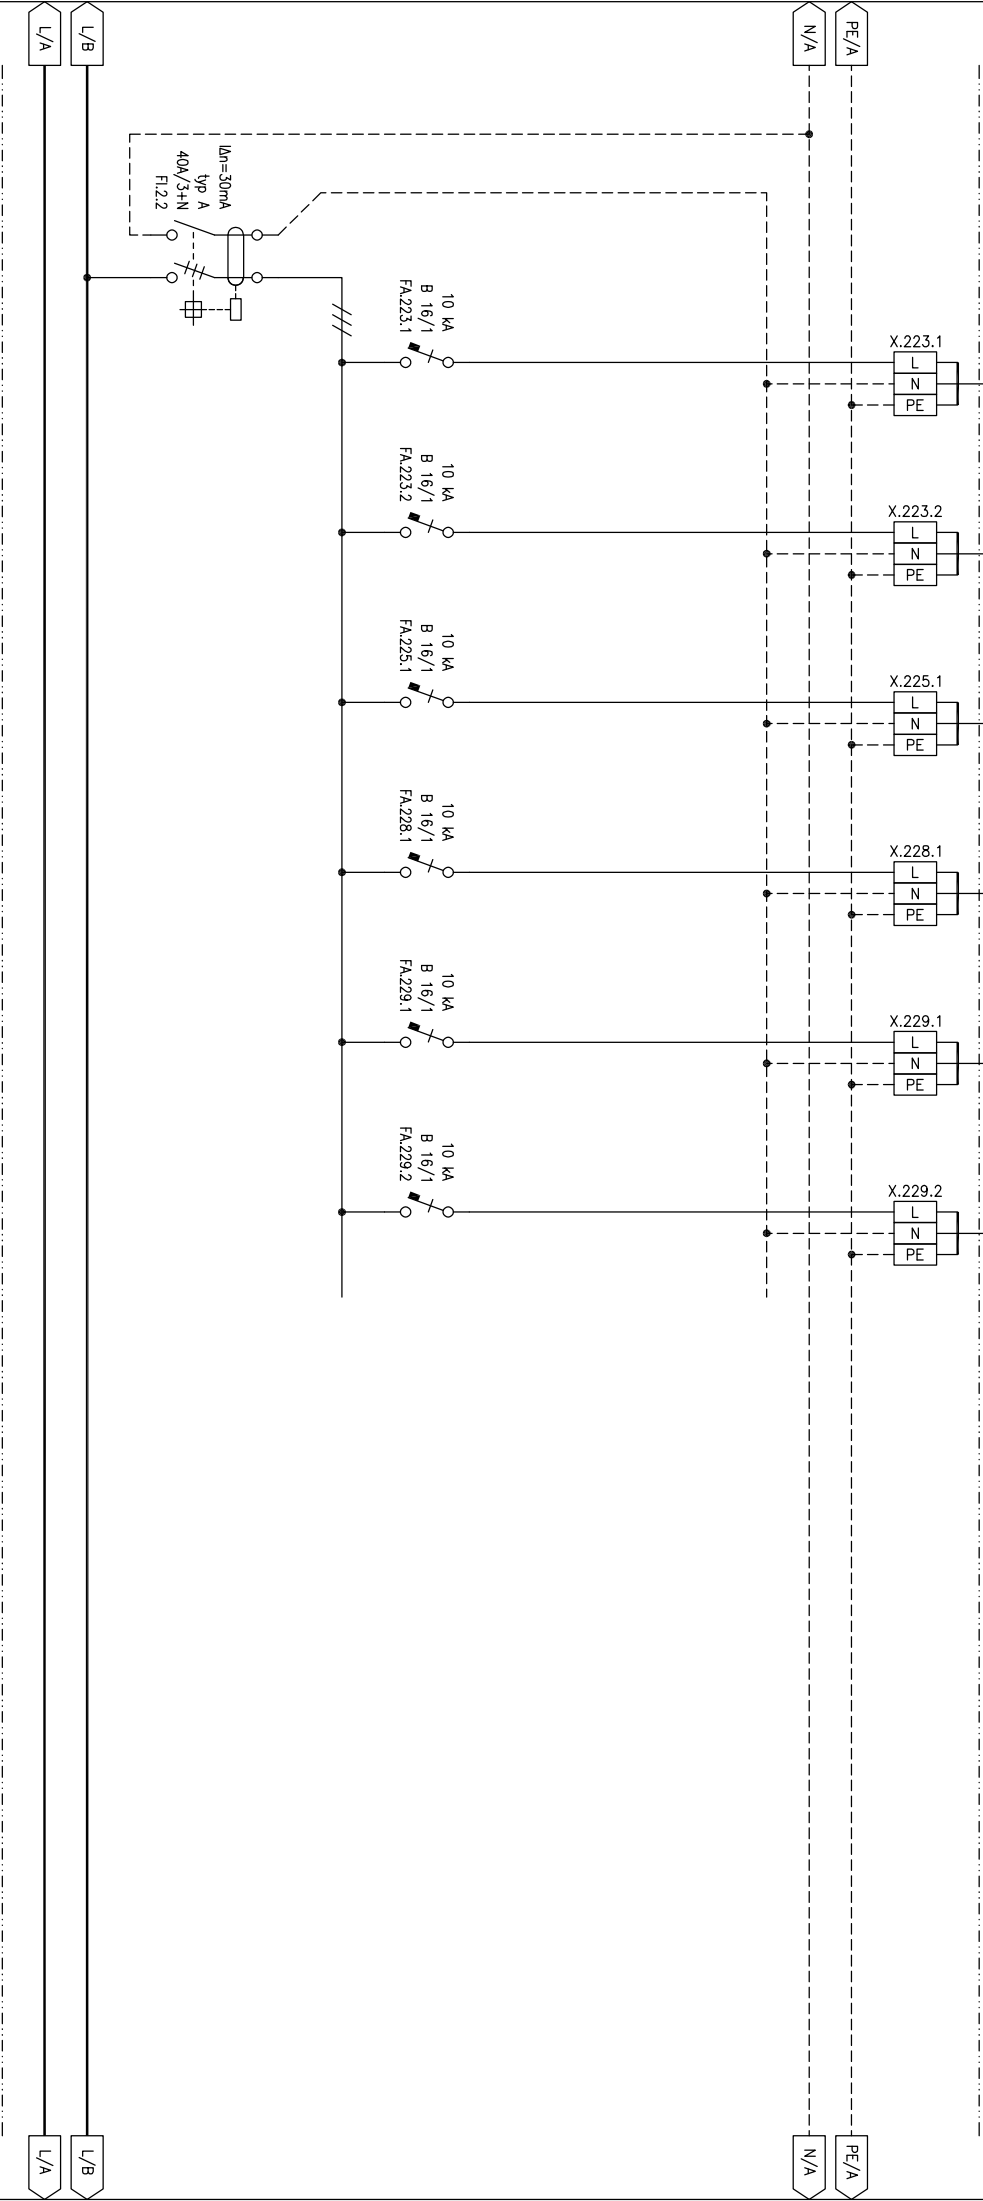 L/A
L/B
N/A
PE/A
IΔn=30mA
typ A
40A/3+N
FI.2.2
10 kA
B 16/1
FA.223.1
X.223.1
L
N
PE
10 kA
B 16/1
FA.223.2
X.223.2
L
N
PE
10 kA
B 16/1
FA.225.1
X.225.1
L
N
PE
10 kA
B 16/1
FA.228.1
X.228.1
L
N
PE
10 kA
B 16/1
FA.229.1
X.229.1
L
N
PE
10 kA
B 16/1
FA.229.2
X.229.2
L
N
PE
L/A
L/B
N/A
PE/A